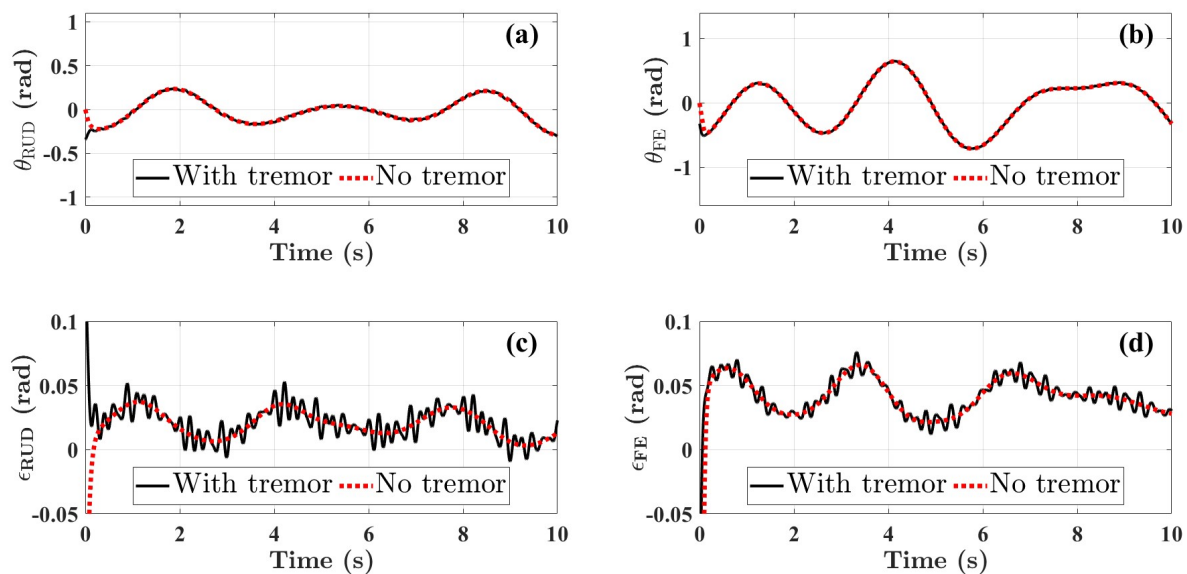 (a)
1
0.5
0
-0.5
-1
θRUD (rad)
With tremor No tremor
0 2 4 6 8 10
Time (s)
(b)
1
0
-1
θFE (rad)
With tremor No tremor
0 2 4 6 8 10
Time (s)
(c)
0.1
0.05
0
-0.05
ϵRUD (rad)
With tremor No tremor
0 2 4 6 8 10
Time (s)
(d)
0.1
0.05
0
-0.05
ϵFE (rad)
With tremor No tremor
0 2 4 6 8 10
Time (s)